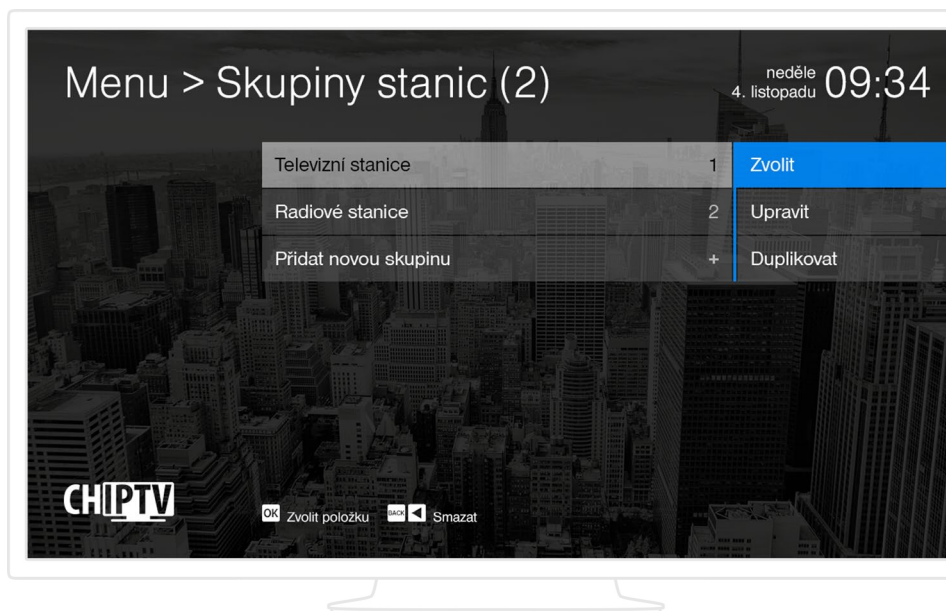 Menu > Skupiny stanic (2)
neděle
4. listopadu 09:34
Televizní stanice 1 Zvolit
Radiové stanice 2 Upravit
Přidat novou skupinu + Duplikovat
CHIPTV
OK Zvolit položku BACK ◀ Smazat